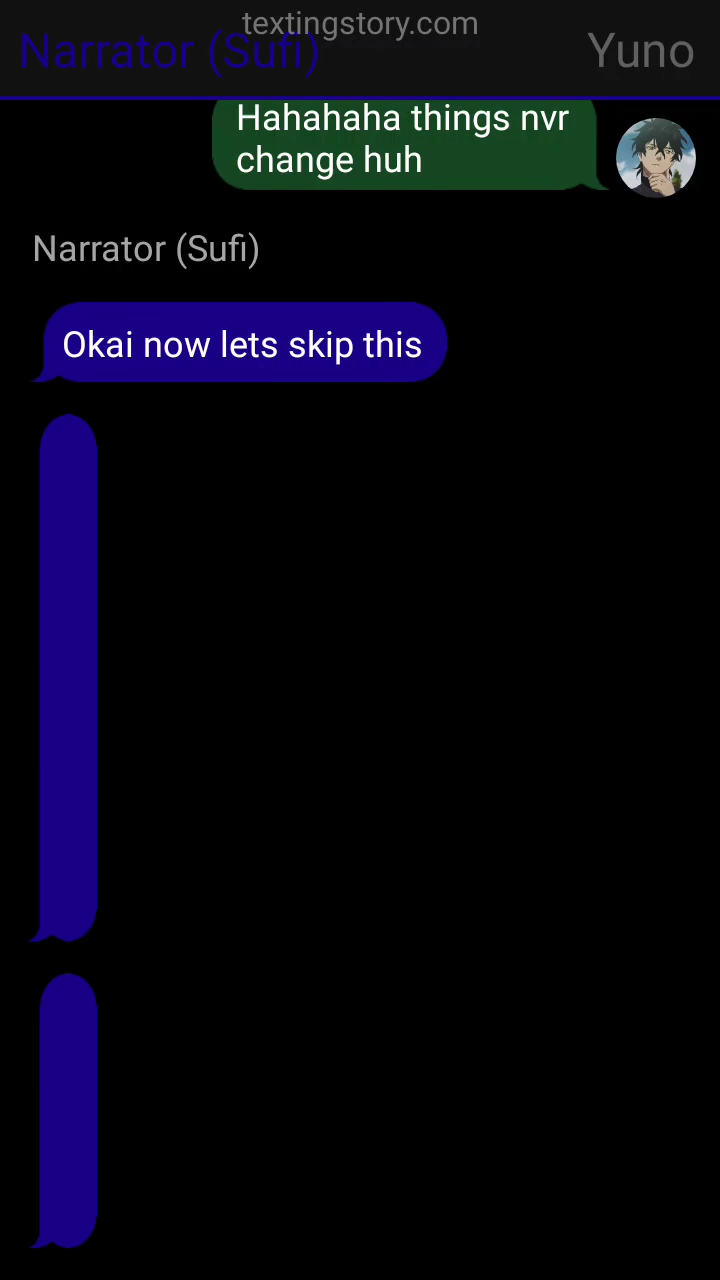 textingstory.com
Narrator (Sufi)
Yuno
Hahahaha things nvr
change huh
Narrator (Sufi)
Okai now lets skip this